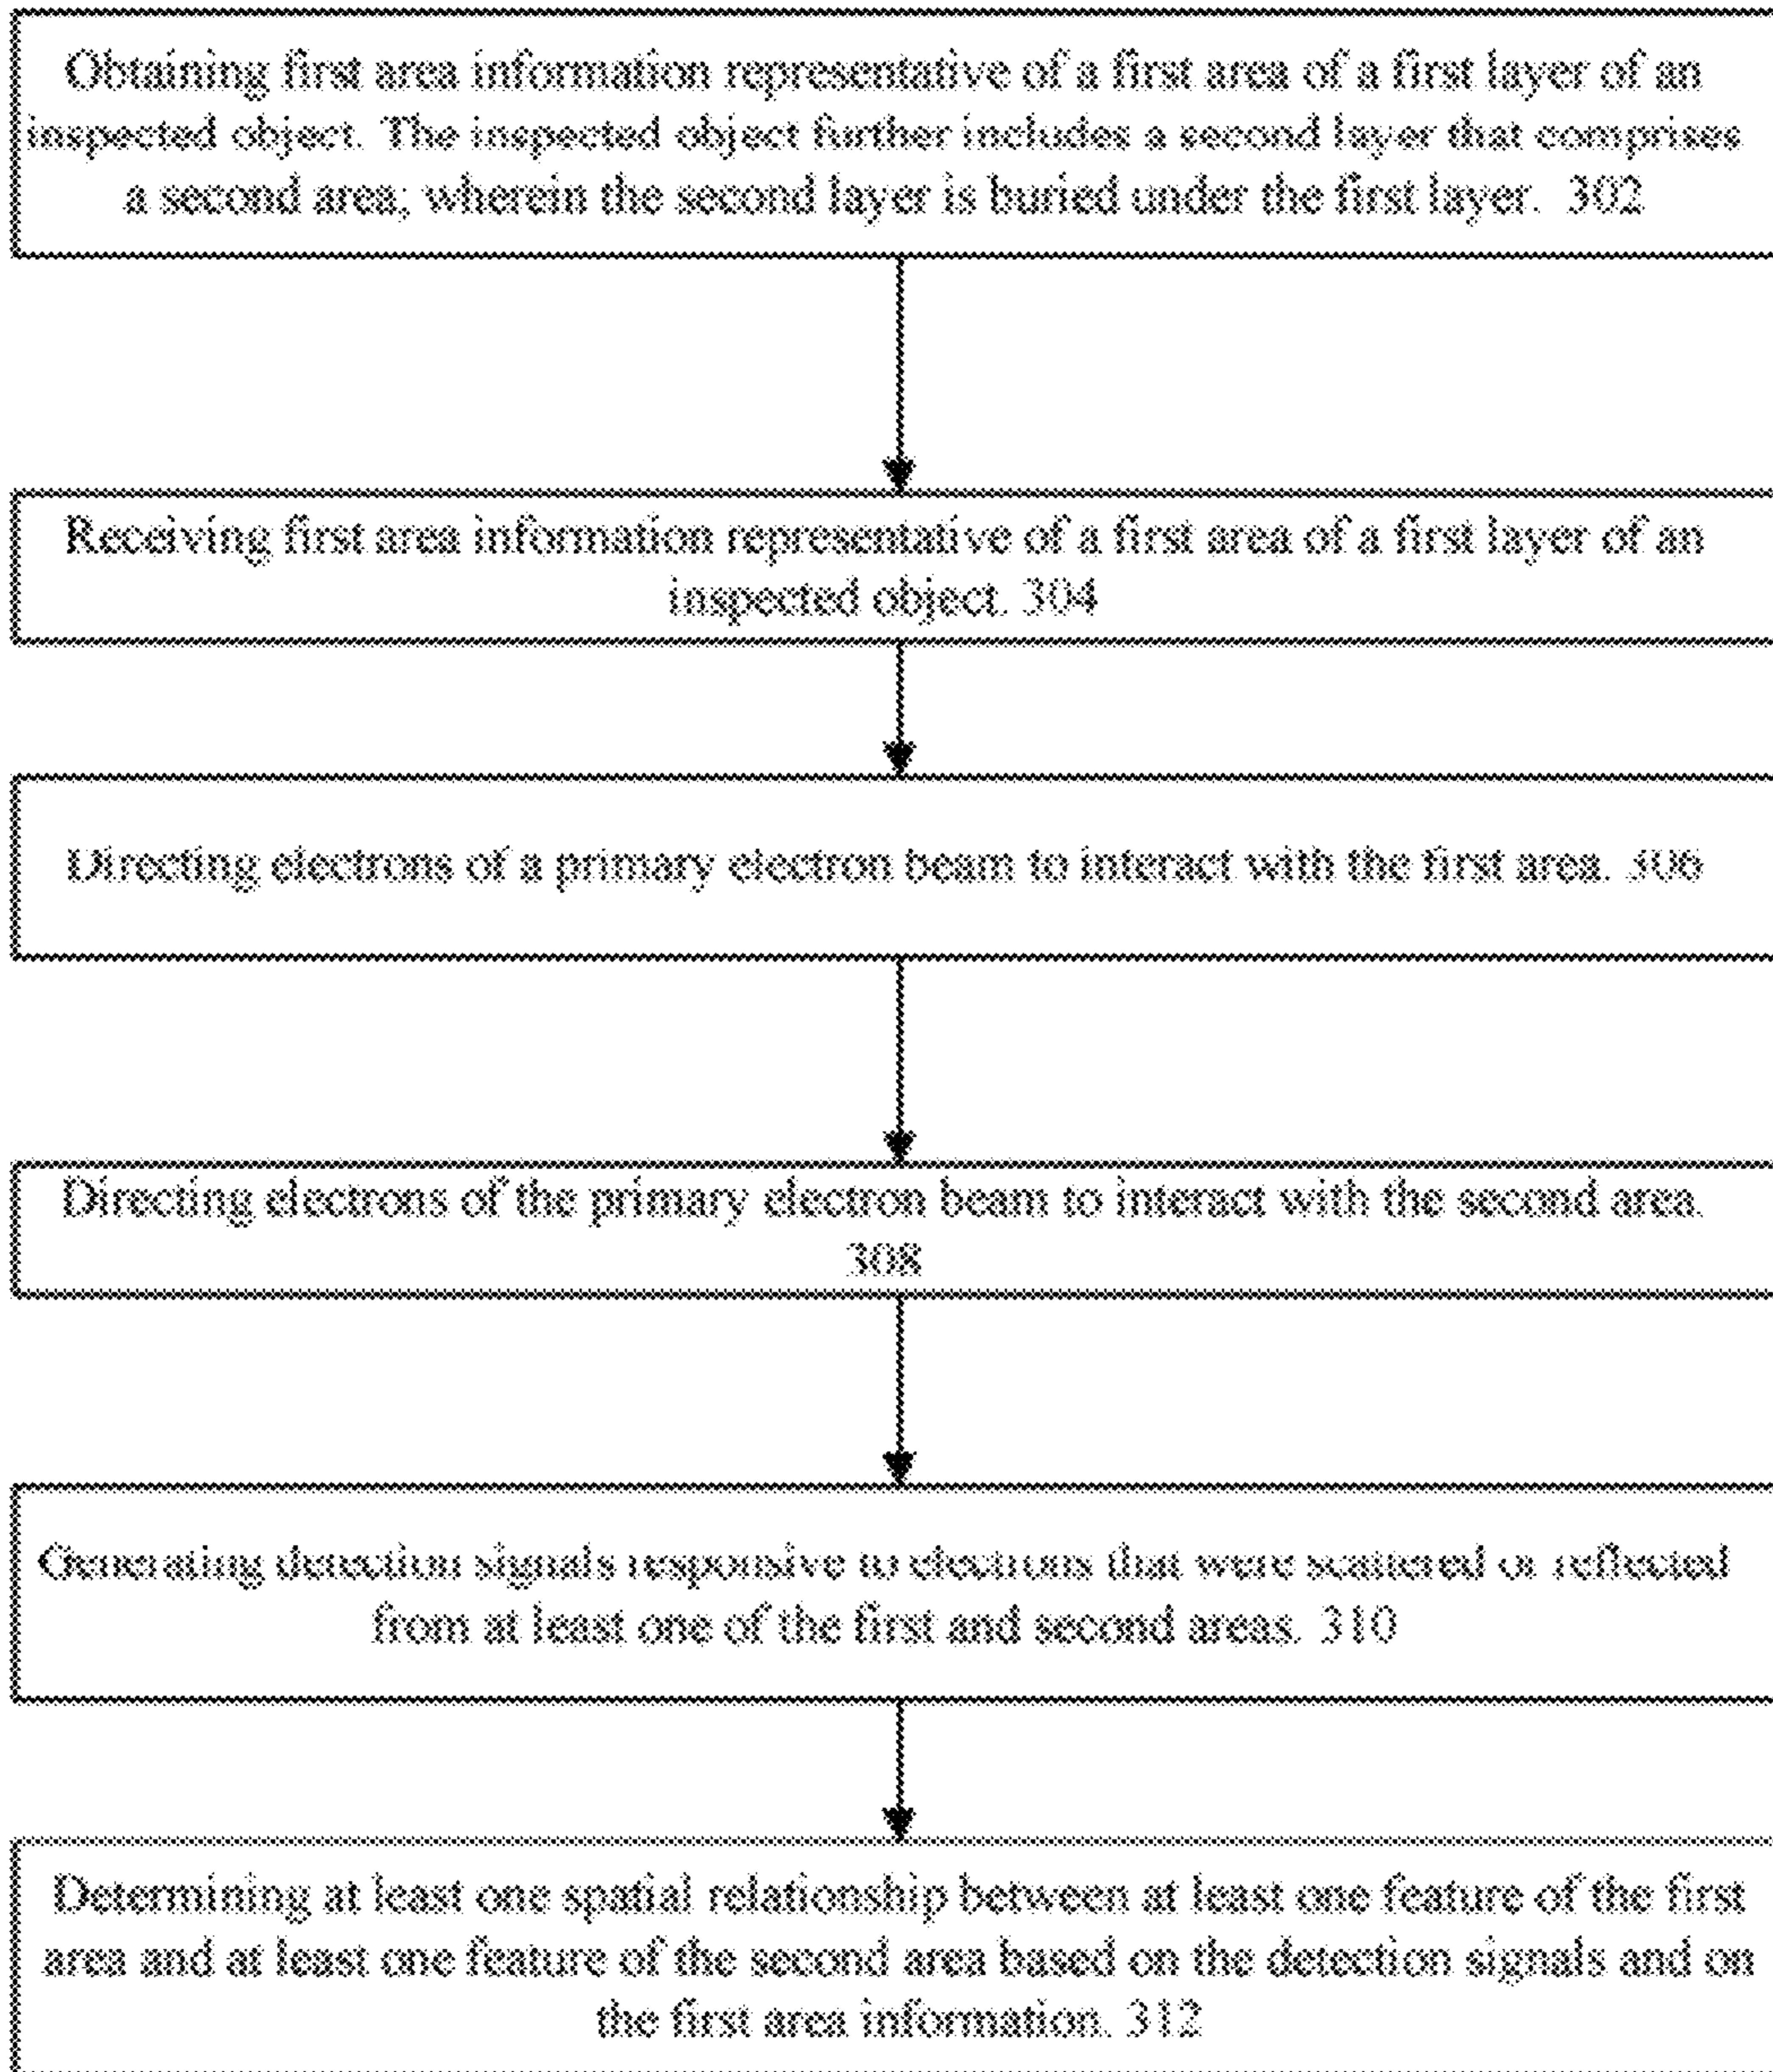 Obtaining first area information representative of a first area of a first layer of an
inspected object. The inspected object further includes a second layer that comprises
a second area; wherein the second layer is buried under the first layer. 302
Receiving first area information representative of a first area of a first layer of an
inspected object. 304
Directing electrons of a primary electron beam to interact with the first area. 306
Directing electrons of the primary electron beam to interact with the second area.
308
Generating detection signals responsive to electrons that were scattered or reflected
from at least one of the first and second areas. 310
Determining at least one spatial relationship between at least one feature of the first
area and at least one feature of the second area based on the detection signals and on
the first area information. 312